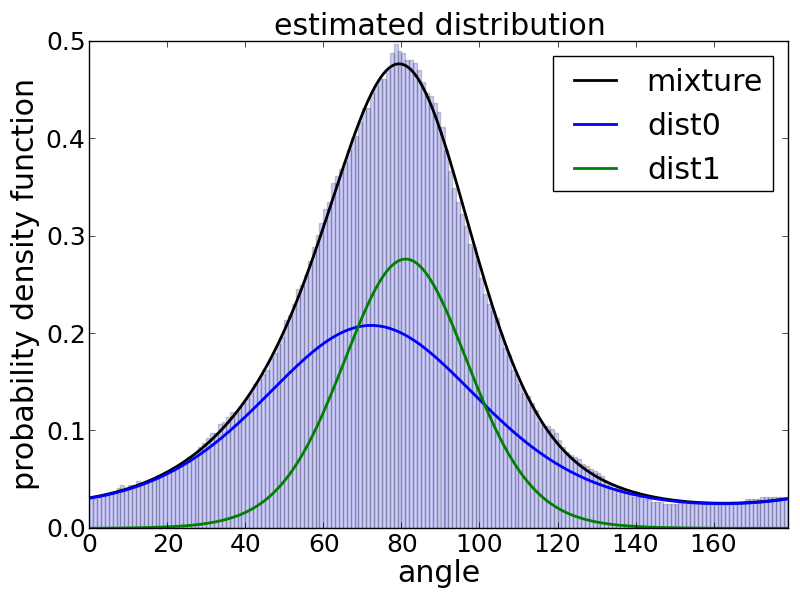 estimated distribution
probability density function
0.5
0.4
0.3
0.2
0.1
0.0
mixture
dist0
dist1
0 20 40 60 80 100 120 140 160
angle